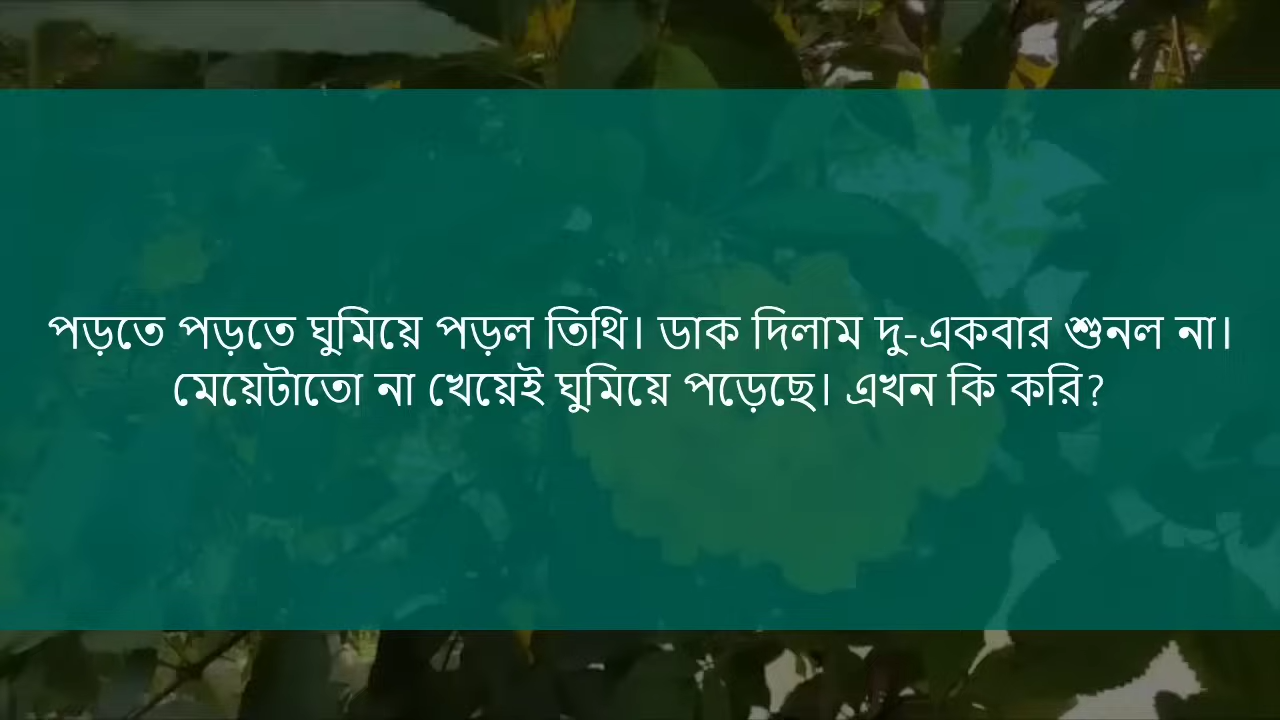 পড়তে পড়তে ঘুমিয়ে পড়ল তিথি। ডাক দিলাম দু-একবার শুনল না।
মেয়েটাতো না খেয়েই ঘুমিয়ে পড়েছে। এখন কি করি?